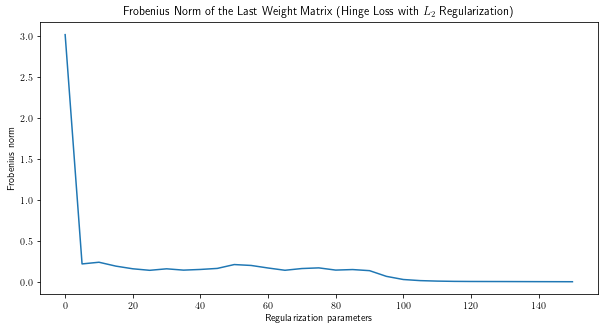 Frobenius Norm of the Last Weight Matrix (Hinge Loss with L₂ Regularization)
3.0
2.5
2.0
1.5
1.0
0.5
0.0
Frobenius norm
0 20 40 60 80 100 120 140
Regularization parameters